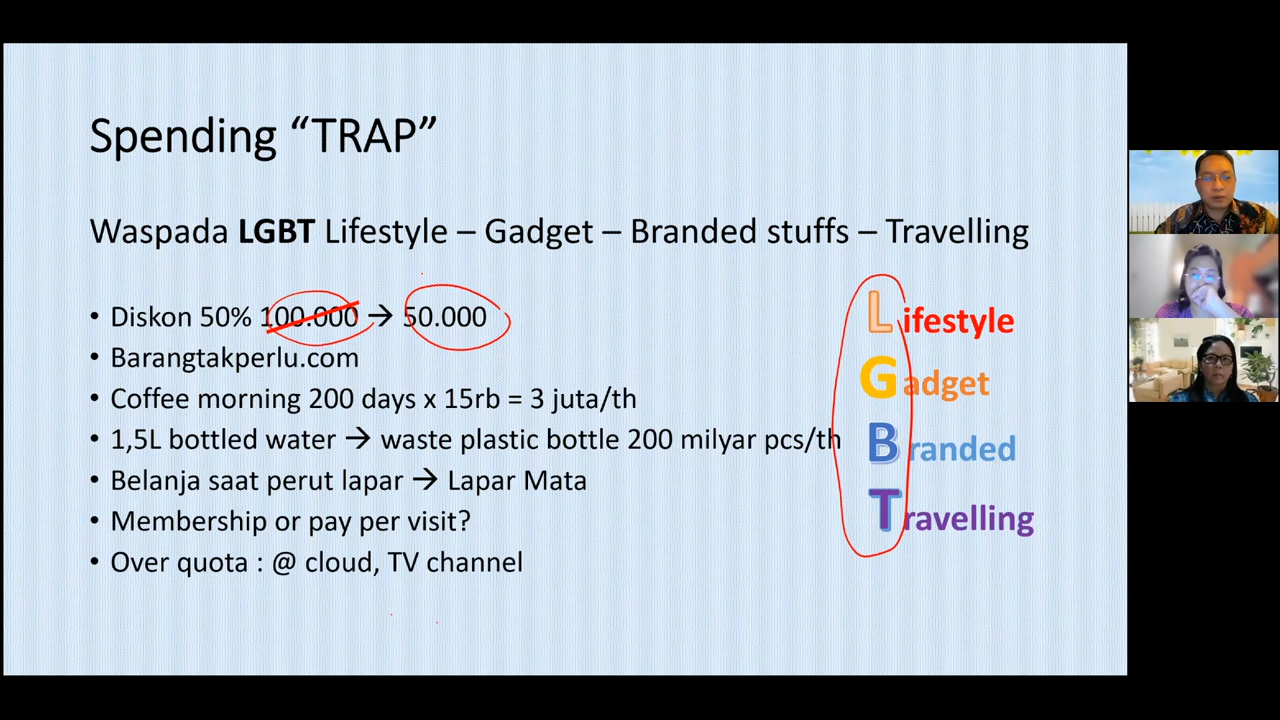 Spending “TRAP”
Waspada LGBT Lifestyle – Gadget – Branded stuffs – Travelling
• Diskon 50% 100.000 → 50.000
• Barangtakperlu.com
• Coffee morning 200 days x 15rb = 3 juta/th
• 1,5L bottled water → waste plastic bottle 200 milyar pcs/th
• Belanja saat perut lapar → Lapar Mata
• Membership or pay per visit?
• Over quota : @ cloud, TV channel
Lifestyle
Gadget
Branded
Travelling